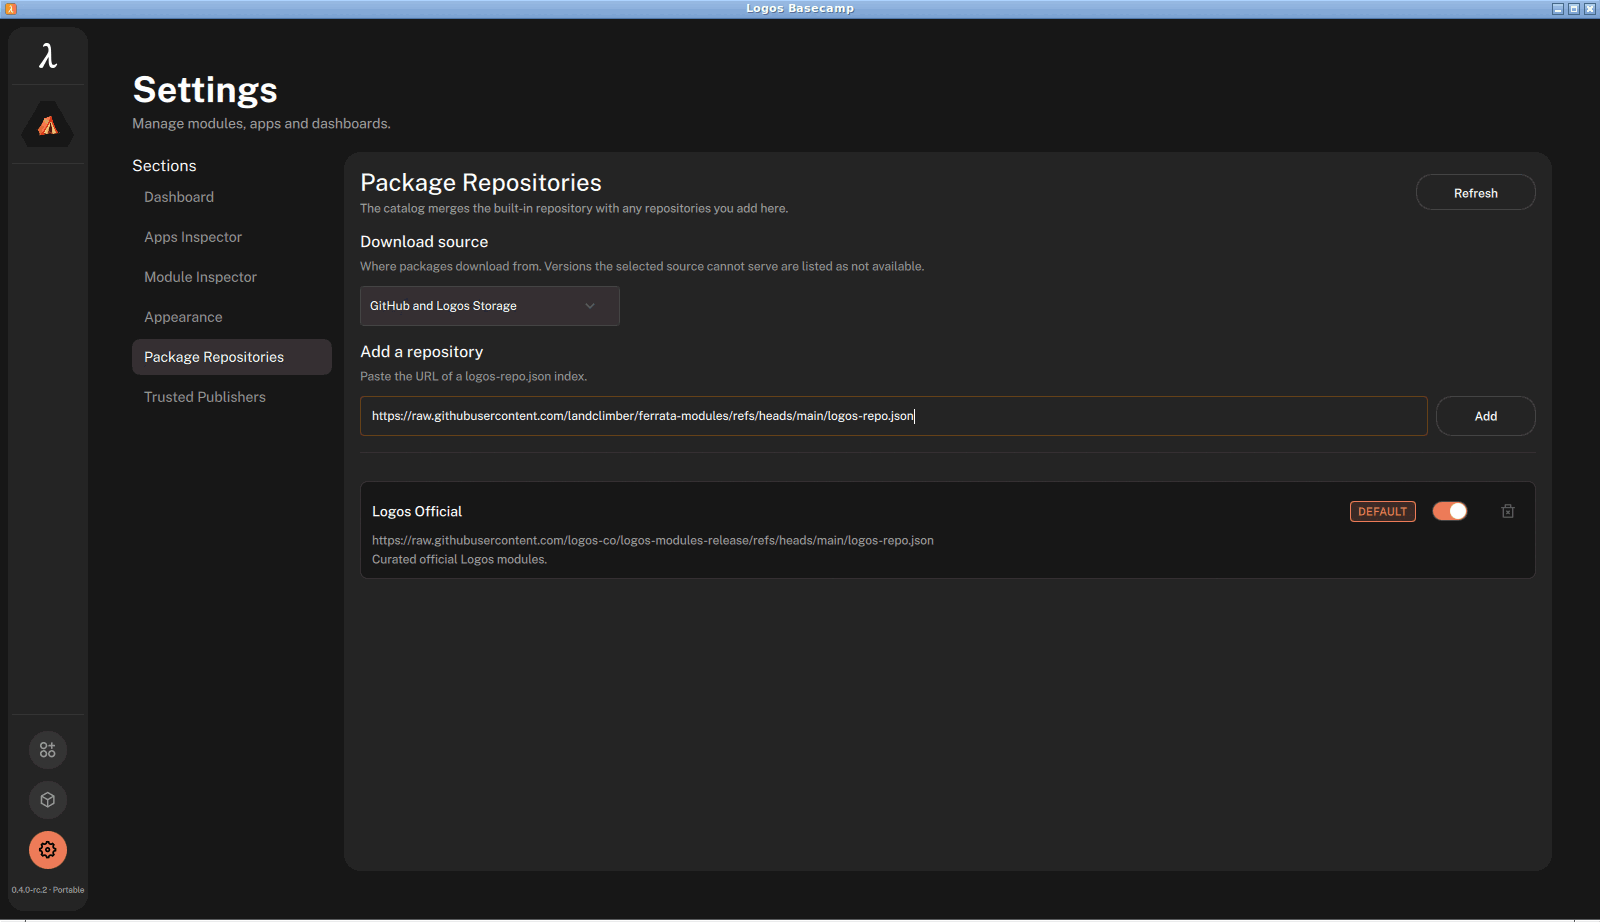 Logos Basecamp
λ
Settings
Manage modules, apps and dashboards.
Sections
Dashboard
Apps Inspector
Module Inspector
Appearance
Package Repositories
Trusted Publishers
Package Repositories
The catalog merges the built-in repository with any repositories you add here.
Refresh
Download source
Where packages download from. Versions the selected source cannot serve are listed as not available.
GitHub and Logos Storage
Add a repository
Paste the URL of a logos-repo.json index.
https://raw.githubusercontent.com/landclimber/ferrata-modules/refs/heads/main/logos-repo.json
Add
Logos Official
DEFAULT
https://raw.githubusercontent.com/logos-co/logos-modules-release/refs/heads/main/logos-repo.json
Curated official Logos modules.
0.4.0-rc.2 · Portable